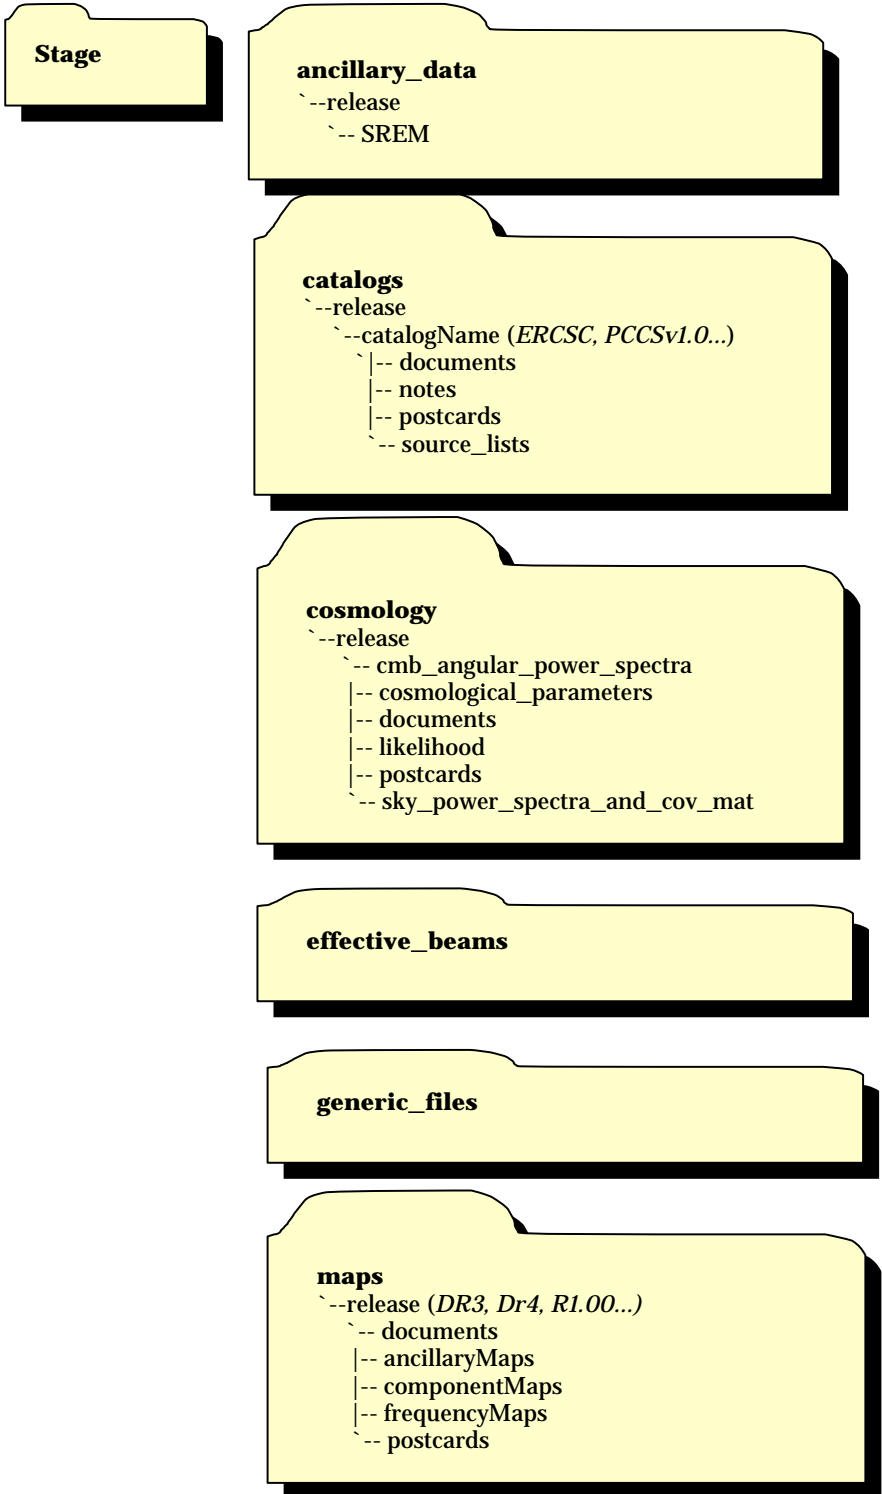 Stage
ancillary_data
`--release
`-- SREM
catalogs
`--release
`--catalogName (ERCSC, PCCSv1.0...)
`|-- documents
|-- notes
|-- postcards
`-- source_lists
cosmology
`--release
`-- cmb_angular_power_spectra
|-- cosmological_parameters
|-- documents
|-- likelihood
|-- postcards
`-- sky_power_spectra_and_cov_mat
effective_beams
generic_files
maps
`--release (DR3, Dr4, R1.00...)
`-- documents
|-- ancillaryMaps
|-- componentMaps
|-- frequencyMaps
`-- postcards